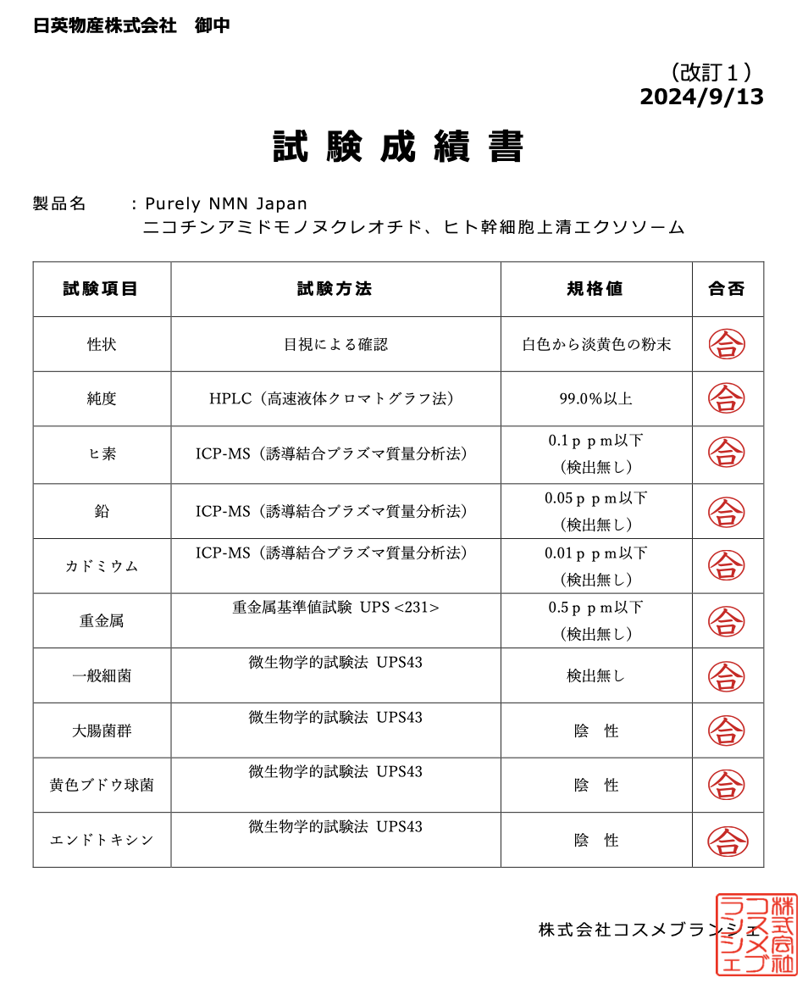 日英物産株式会社　御中
（改訂１）
2024/9/13
試験成績書
製品名　　：Purely NMN Japan
ニコチンアミドモノヌクレオチド、ヒト幹細胞上清エクソソーム
試験項目 試験方法 規格値 合否
性状 目視による確認 白色から淡黄色の粉末 合
純度 HPLC（高速液体クロマトグラフ法） 99.0%以上 合
ヒ素 ICP-MS（誘導結合プラズマ質量分析法） 0.1ｐｐｍ以下 合
（検出無し）
鉛 ICP-MS（誘導結合プラズマ質量分析法） 0.05ｐｐｍ以下 合
（検出無し）
カドミウム ICP-MS（誘導結合プラズマ質量分析法） 0.01ｐｐｍ以下 合
（検出無し）
重金属 重金属基準値試験 UPS <231> 0.5ｐｐｍ以下 合
（検出無し）
一般細菌 微生物学的試験法 UPS43 検出無し 合
大腸菌群 微生物学的試験法 UPS43 陰　性 合
黄色ブドウ球菌 微生物学的試験法 UPS43 陰　性 合
エンドトキシン 微生物学的試験法 UPS43 陰　性 合
株式会社コスメブランシェ
株式会社
コスメブ
ランシェ